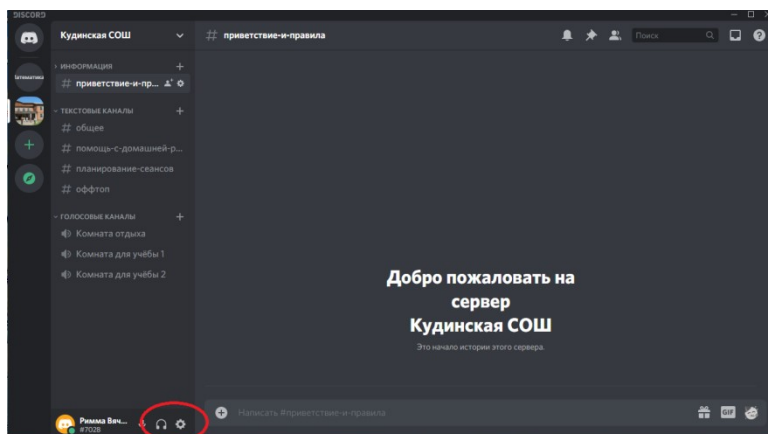 DISCORD
Кудинская СОШ
# приветствие-и-правила
Поиск
ИНФОРМАЦИЯ
# приветствие-и-пр...
ТЕКСТОВЫЕ КАНАЛЫ
# общее
# помощь-с-домашней-р...
# планирование-сеансов
# оффтоп
ГОЛОСОВЫЕ КАНАЛЫ
Комната отдыха
Комната для учёбы 1
Комната для учёбы 2
Добро пожаловать на
сервер
Кудинская СОШ
Это начало истории этого сервера.
Римма Вяч...
#7028
Написать #приветствие-и-правила
GIF